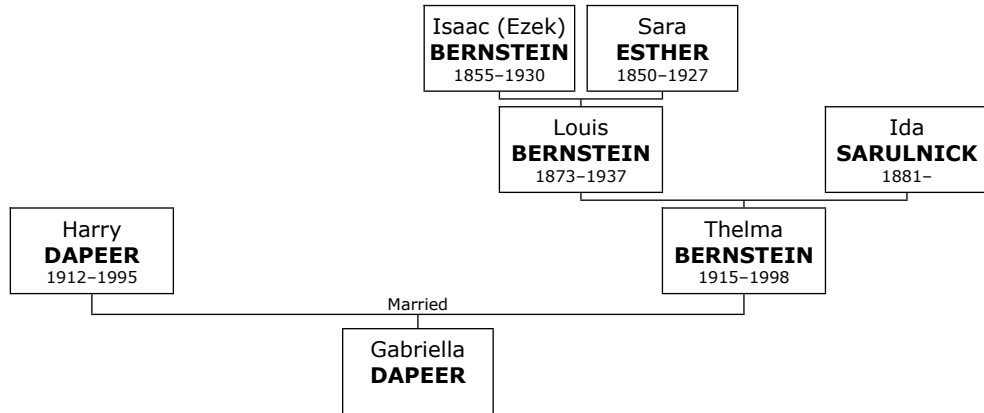 Isaac (Ezek)
BERNSTEIN
1855–1930
Sara
ESTHER
1850–1927
Louis
BERNSTEIN
1873–1937
Ida
SARULNICK
1881–
Harry
DAPEER
1912–1995
Thelma
BERNSTEIN
1915–1998
Married
Gabriella
DAPEER